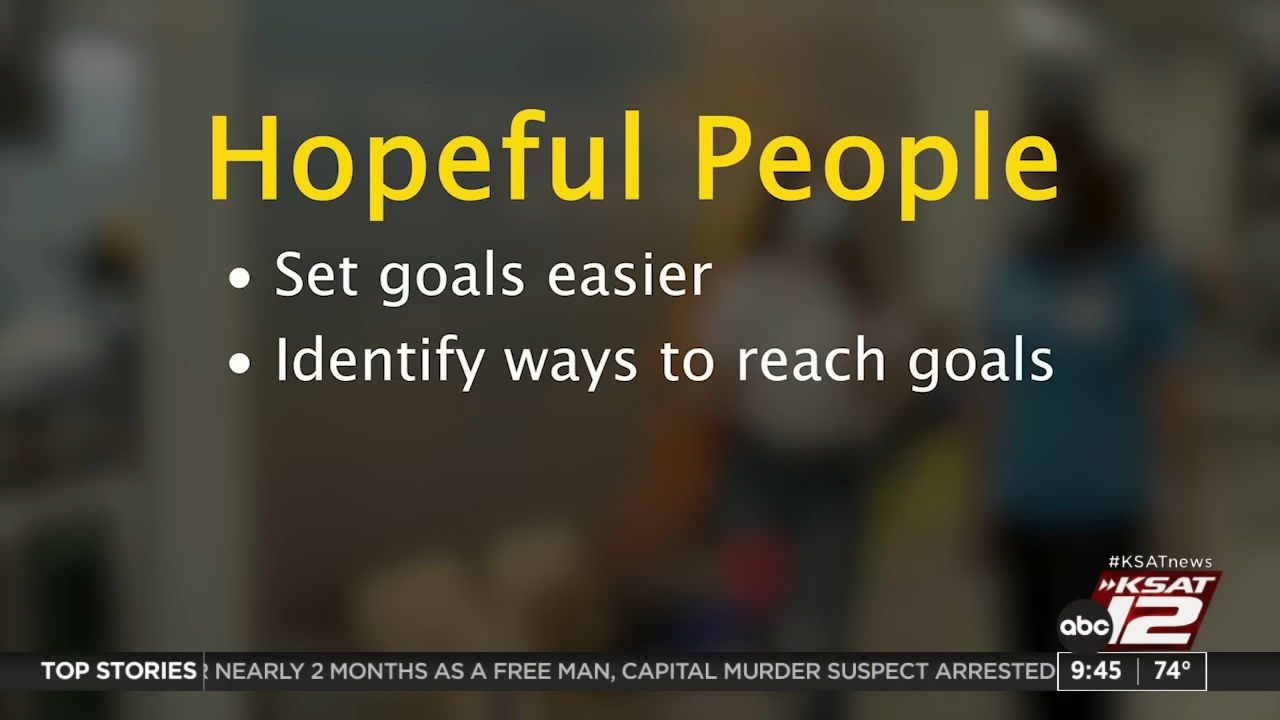 Hopeful People
• Set goals easier
• Identify ways to reach goals
#KSATnews
KSAT
abc 12
TOP STORIES NEARLY 2 MONTHS AS A FREE MAN, CAPITAL MURDER SUSPECT ARRESTED 9:45 74°